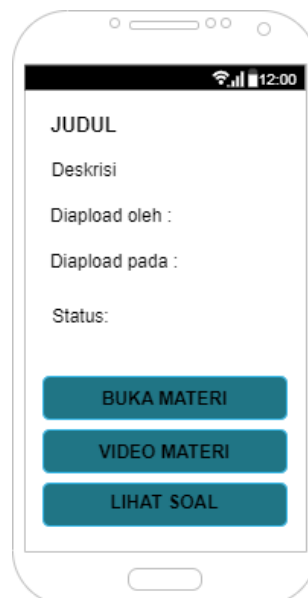 12:00
JUDUL
Deskrisi
Diapload oleh :
Diapload pada :
Status:
BUKA MATERI
VIDEO MATERI
LIHAT SOAL